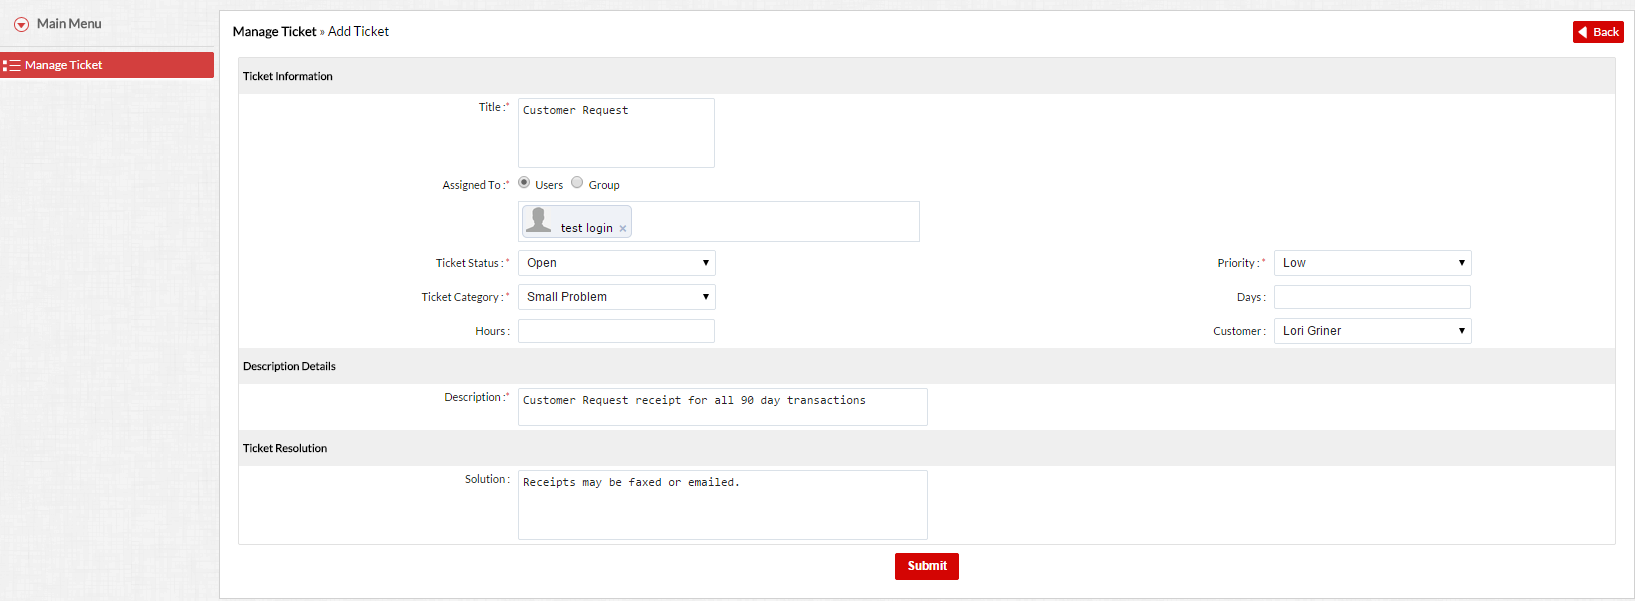 Main Menu
Manage Ticket
Manage Ticket » Add Ticket
Back
Ticket Information
Title :*
Customer Request
Assigned To :* Users Group
test login ×
Ticket Status : * Open Priority : * Low
Ticket Category : * Small Problem Days :
Hours : Customer : Lori Griner
Description Details
Description :* Customer Request receipt for all 90 day transactions
Ticket Resolution
Solution : Receipts may be faxed or emailed.
Submit